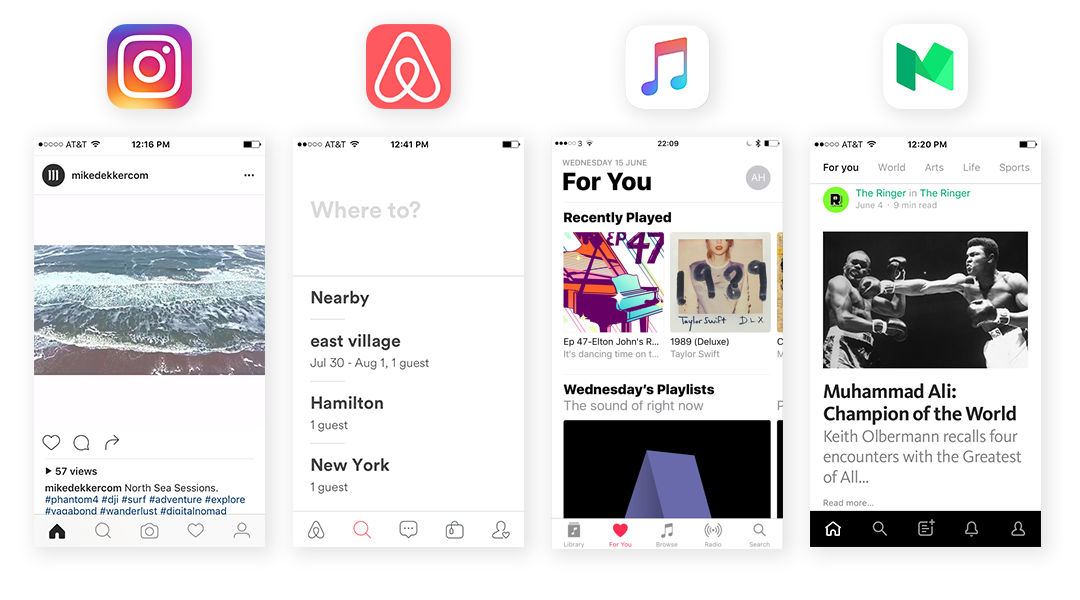 AT&T 12:16 PM
mikedekkercom
57 views
mikedekkercom North Sea Sessions.
#phantom4 #dji #surf #adventure #explore
#vagabond #wanderlust #digitalnomad
AT&T 12:41 PM
Where to?
Nearby
east village
Jul 30 - Aug 1, 1 guest
Hamilton
1 guest
New York
1 guest
3 22:09
WEDNESDAY 15 JUNE
For You
AH
Recently Played
EP 47
1989
Taylor Swift DLX
Ep 47-Elton John's R... 1989 (Deluxe) C
It's dancing time on t... Taylor Swift M
Wednesday's Playlists
The sound of right now
Library For You Browse Radio Search
AT&T 12:20 PM
For you World Arts Life Sports
The Ringer in The Ringer
June 4 · 9 min read
Muhammad Ali:
Champion of the World
Keith Olbermann recalls four
encounters with the Greatest
of All...
Read more...